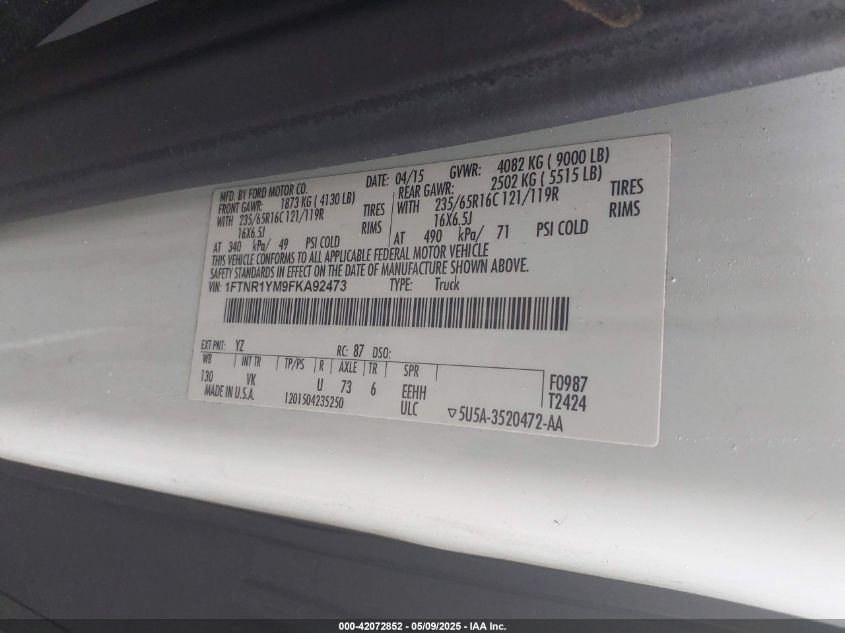 MFD. BY FORD MOTOR CO. DATE: 04/15 GVWR: 4082 KG ( 9000 LB)
FRONT GAWR: 1873 KG ( 4130 LB) REAR GAWR: 2502 KG ( 5515 LB)
WITH 235/65R16C 121/119R TIRES WITH 235/65R16C 121/119R TIRES
16X6.5J RIMS 16X6.5J RIMS
AT 340 kPa/ 49 PSI COLD AT 490 kPa/ 71 PSI COLD
THIS VEHICLE CONFORMS TO ALL APPLICABLE FEDERAL MOTOR VEHICLE
SAFETY STANDARDS IN EFFECT ON THE DATE OF MANUFACTURE SHOWN ABOVE.
VIN: 1FTNR1YM9FKA92473 TYPE: Truck
EXT PNT: YZ RC: 87 DSO:
WB INT TR TP/PS R AXLE TR SPR
130 VK U 73 6 EEHH F0987
MADE IN U.S.A. 1201504235250 ULC T2424
▽5U5A-3520472-AA
000-42072852 - 05/09/2025 - IAA Inc.